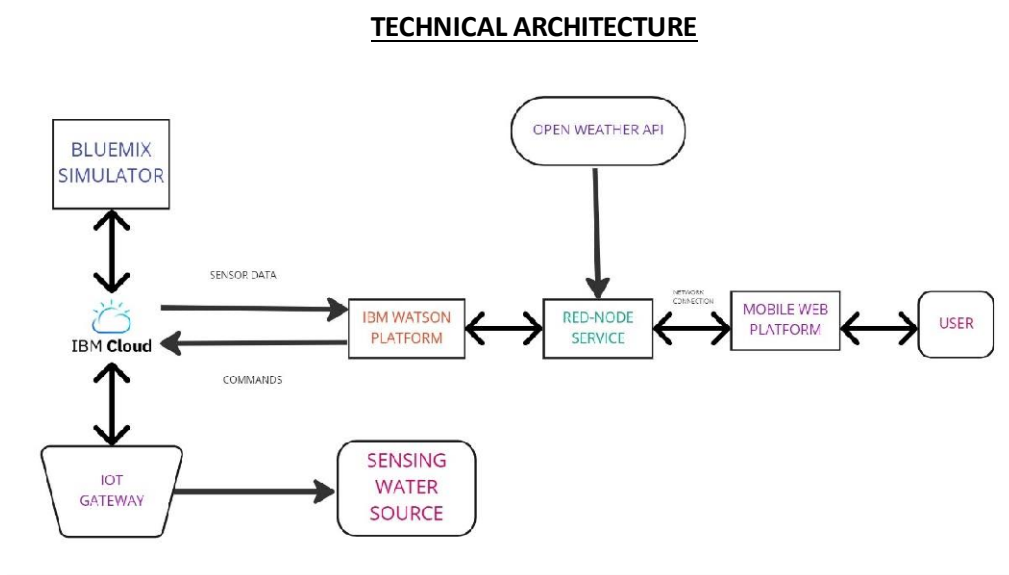 TECHNICAL ARCHITECTURE
OPEN WEATHER API
BLUEMIX
SIMULATOR
SENSOR DATA
IBM Cloud
IBM WATSON
PLATFORM
RED-NODE
SERVICE
NETWORK
CONNECTION
MOBILE WEB
PLATFORM
USER
COMMANDS
IOT
GATEWAY
SENSING
WATER
SOURCE